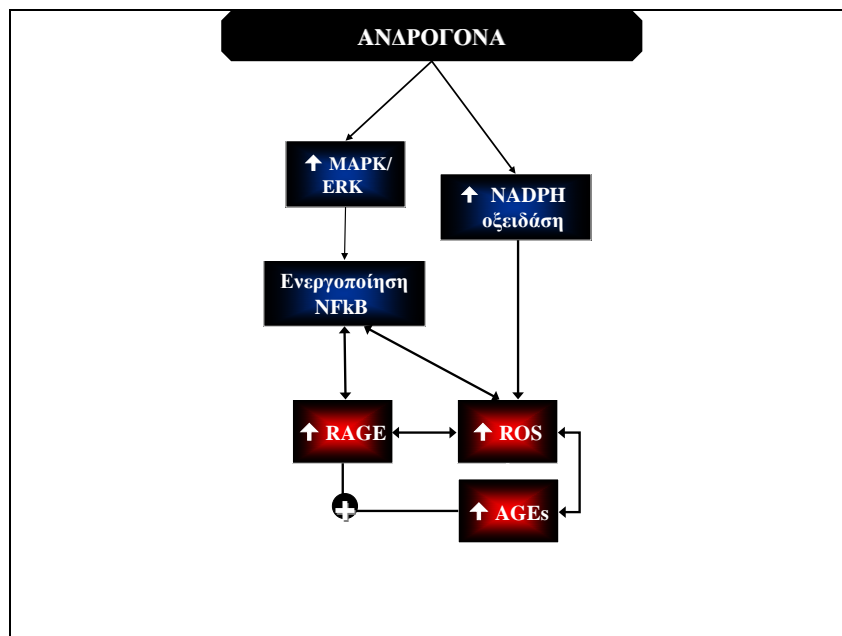 ΑΝΔΡΟΓΟΝΑ
↑ MAPK/
ERK
↑ NADPH
οξειδάση
Ενεργοποίηση
NFkB
↑ RAGE
↑ ROS
+
↑ AGEs